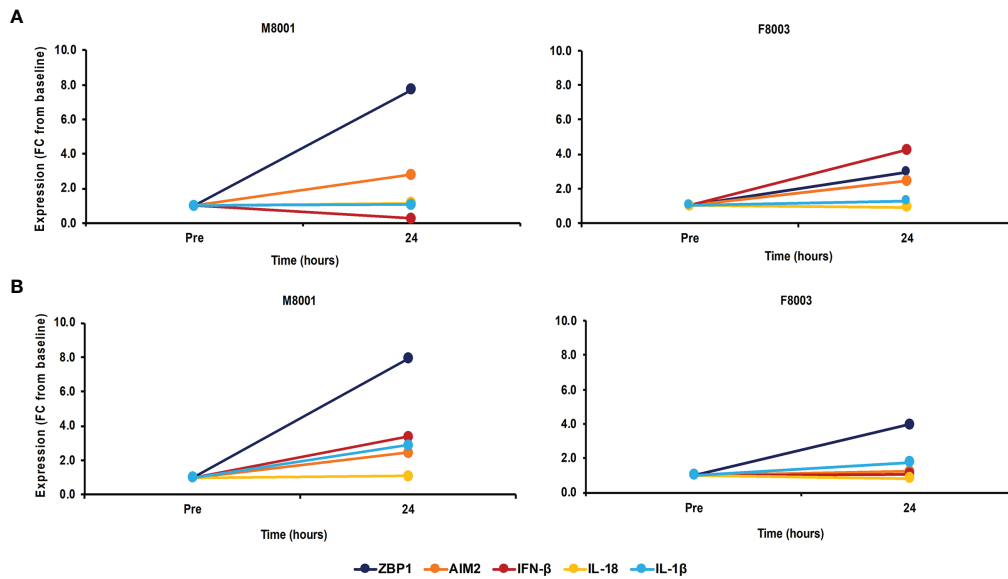 A
M8001
F8003
Expression (FC from baseline)
10.0
8.0
6.0
4.0
2.0
0.0
Pre
24
Time (hours)
10.0
8.0
6.0
4.0
2.0
0.0
Pre
24
Time (hours)
B
M8001
F8003
Expression (FC from baseline)
10.0
8.0
6.0
4.0
2.0
0.0
Pre
24
Time (hours)
10.0
8.0
6.0
4.0
2.0
0.0
Pre
24
Time (hours)
ZBP1 AIM2 IFN-β IL-18 IL-1β